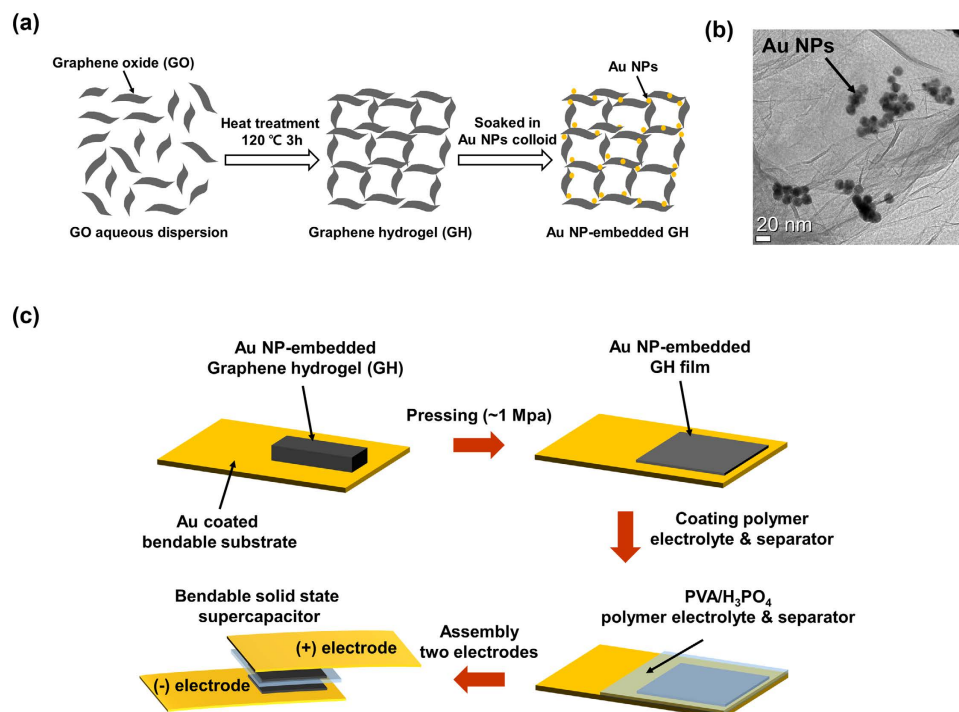 (a)
Graphene oxide (GO)
Heat treatment
120 ℃ 3h
Au NPs
Soaked in
Au NPs colloid
GO aqueous dispersion
Graphene hydrogel (GH)
Au NP-embedded GH
(b)
Au NPs
20 nm
(c)
Au NP-embedded
Graphene hydrogel (GH)
Au coated
bendable substrate
Pressing (~1 Mpa)
Au NP-embedded
GH film
Coating polymer
electrolyte & separator
PVA/H₃PO₄
polymer electrolyte & separator
Assembly
two electrodes
Bendable solid state
supercapacitor
(+) electrode
(-) electrode